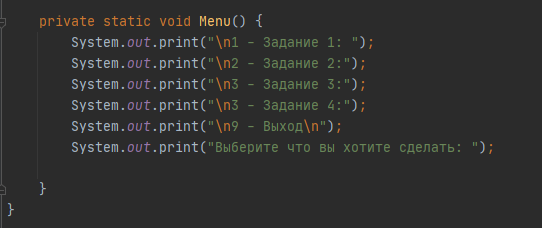 private static void Menu() {
System.out.print("\n1 - Задание 1: ");
System.out.print("\n2 - Задание 2:");
System.out.print("\n3 - Задание 3:");
System.out.print("\n3 - Задание 4:");
System.out.print("\n9 - Выход\n");
System.out.print("Выберите что вы хотите сделать: ");
}
}